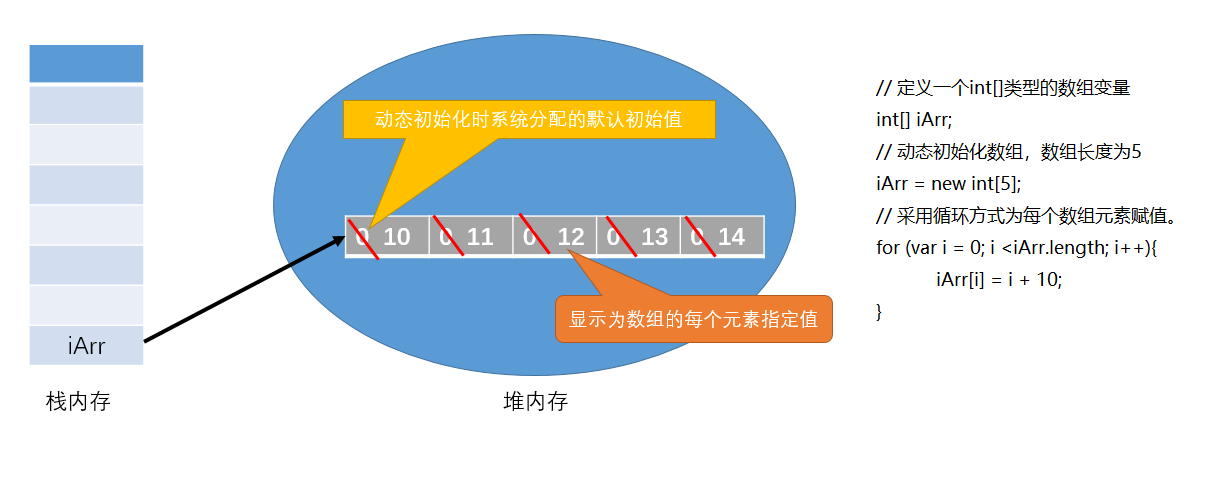 动态初始化时系统分配的默认初始值
0 10 0 11 0 12 0 13 0 14
显示为数组的每个元素指定值
iArr
栈内存
堆内存
// 定义一个int[]类型的数组变量
int[] iArr;
// 动态初始化数组，数组长度为5
iArr = new int[5];
// 采用循环方式为每个数组元素赋值。
for (var i = 0; i <iArr.length; i++){
iArr[i] = i + 10;
}